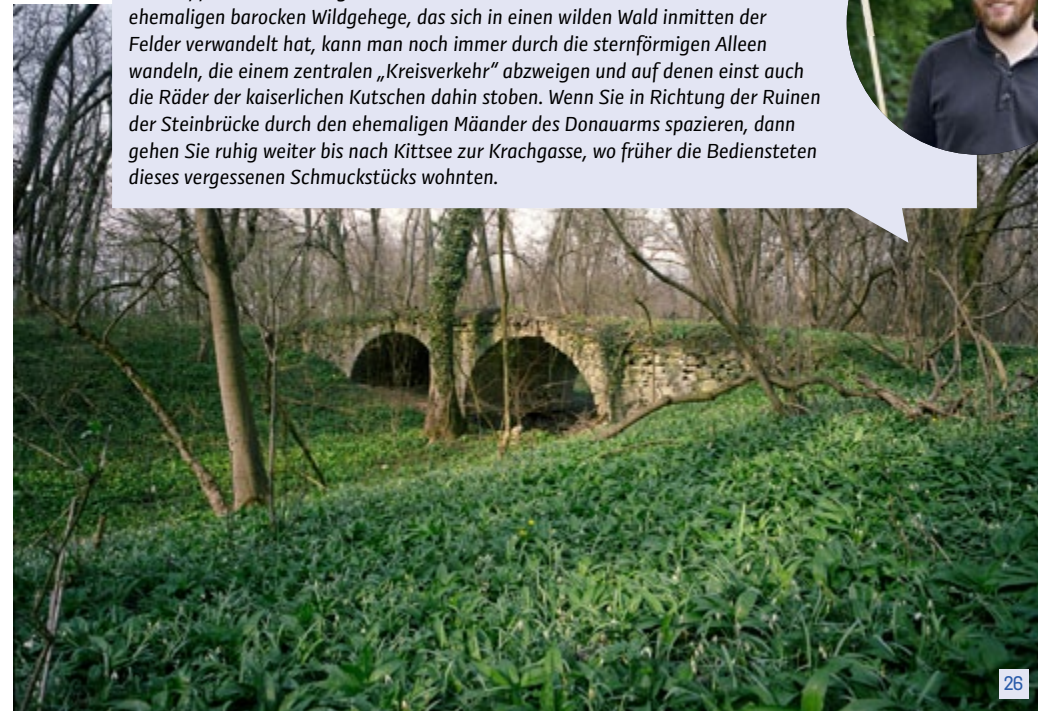 ehemaligen barocken Wildgehege, das sich in einen wilden Wald inmitten der
Felder verwandelt hat, kann man noch immer durch die sternförmigen Alleen
wandeln, die einem zentralen „Kreisverkehr“ abzweigen und auf denen einst auch
die Räder der kaiserlichen Kutschen dahin stoben. Wenn Sie in Richtung der Ruinen
der Steinbrücke durch den ehemaligen Mäander des Donauarms spazieren, dann
gehen Sie ruhig weiter bis nach Kittsee zur Krachgasse, wo früher die Bediensteten
dieses vergessenen Schmuckstücks wohnten.
26